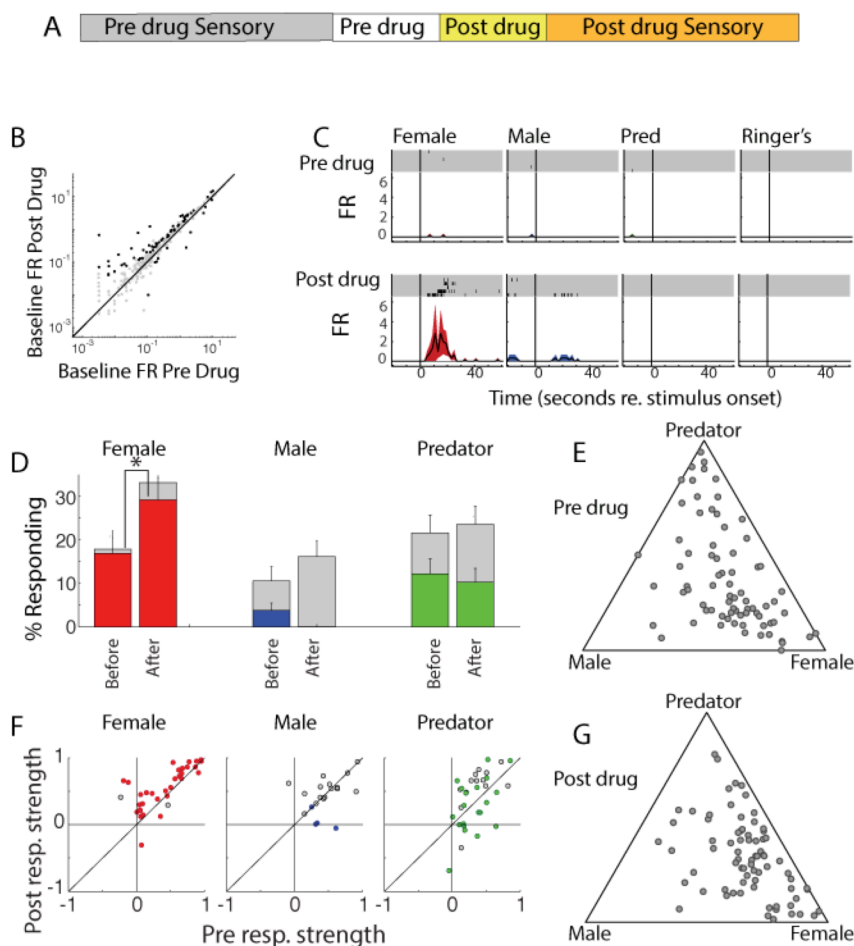 A
Pre drug Sensory
Pre drug
Post drug
Post drug Sensory
B
Baseline FR Post Drug
10¹
10⁻¹
10⁻³
10⁻³
10⁻¹
10¹
Baseline FR Pre Drug
C
Female
Male
Pred
Ringer's
Pre drug
FR
6
4
2
0
Post drug
FR
6
4
2
0
0 40
0 40
0 40
0 40
Time (seconds re. stimulus onset)
D
Female
Male
Predator
*
% Responding
30
20
10
0
Before
After
Before
After
Before
After
E
Predator
Pre drug
Male
Female
F
Female
Male
Predator
Post resp. strength
1
0
-1
-1 0 1
0 1
0 1
Pre resp. strength
G
Predator
Post drug
Male
Female